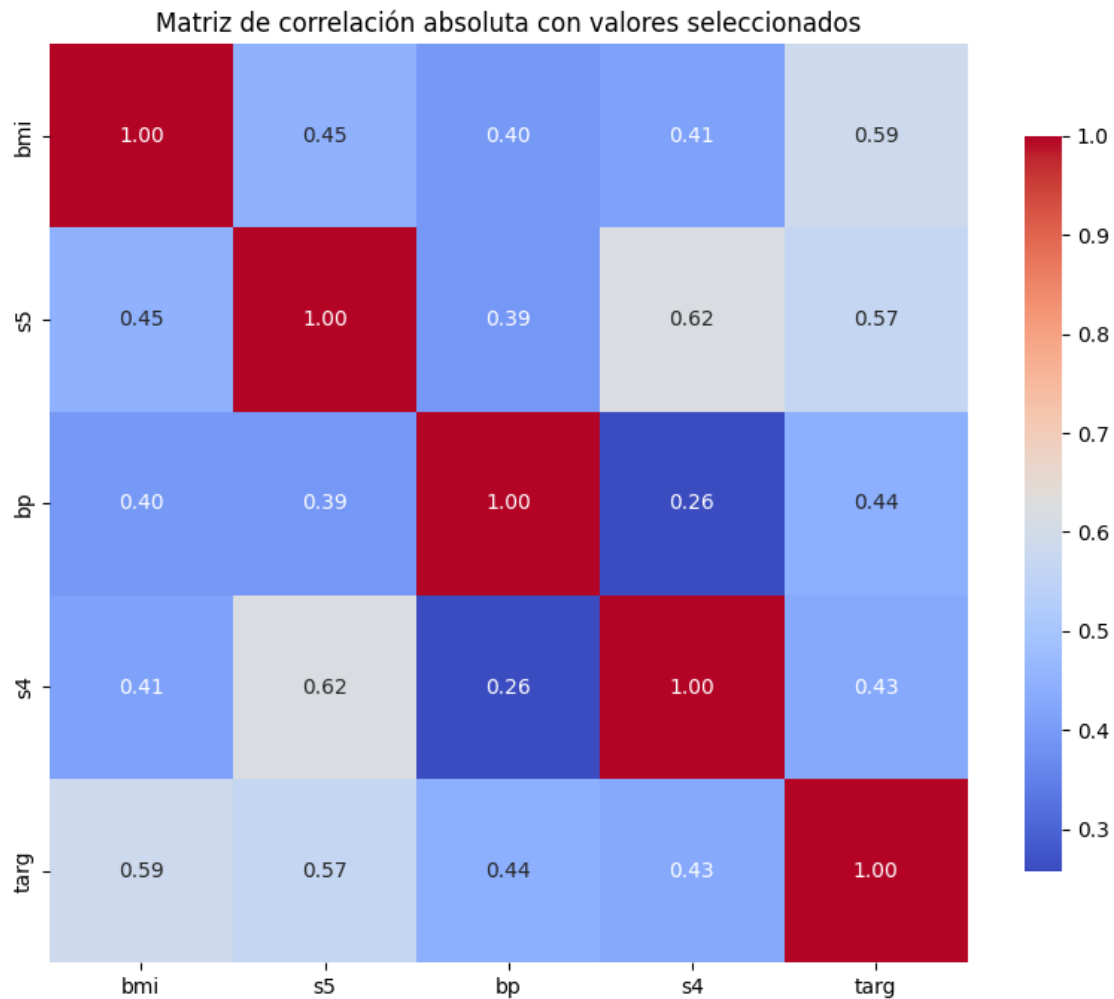 Matriz de correlación absoluta con valores seleccionados
bmi 1.00 0.45 0.40 0.41 0.59
s5 0.45 1.00 0.39 0.62 0.57
bp 0.40 0.39 1.00 0.26 0.44
s4 0.41 0.62 0.26 1.00 0.43
targ 0.59 0.57 0.44 0.43 1.00
bmi s5 bp s4 targ
1.0
0.9
0.8
0.7
0.6
0.5
0.4
0.3